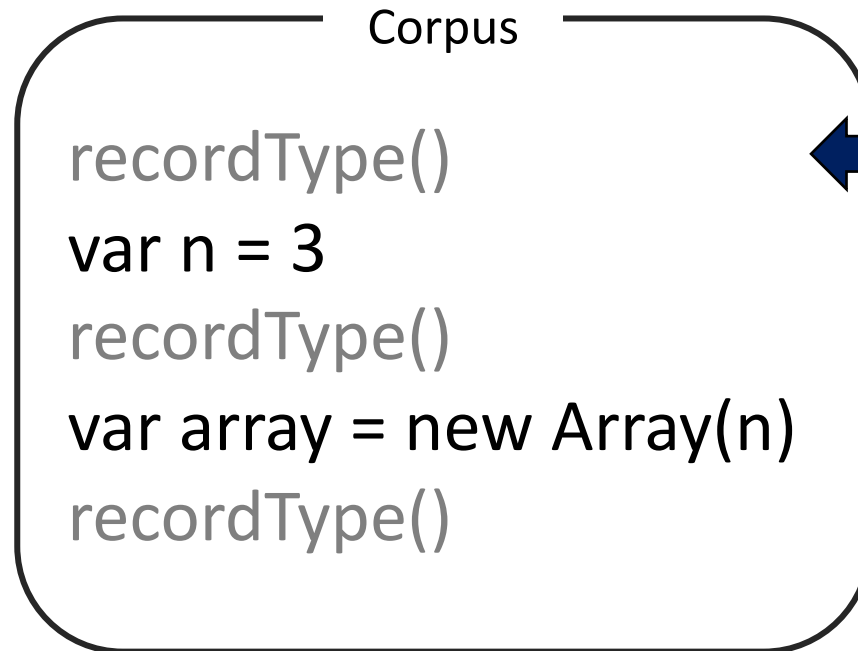 Corpus
recordType()
var n = 3
recordType()
var array = new Array(n)
recordType()